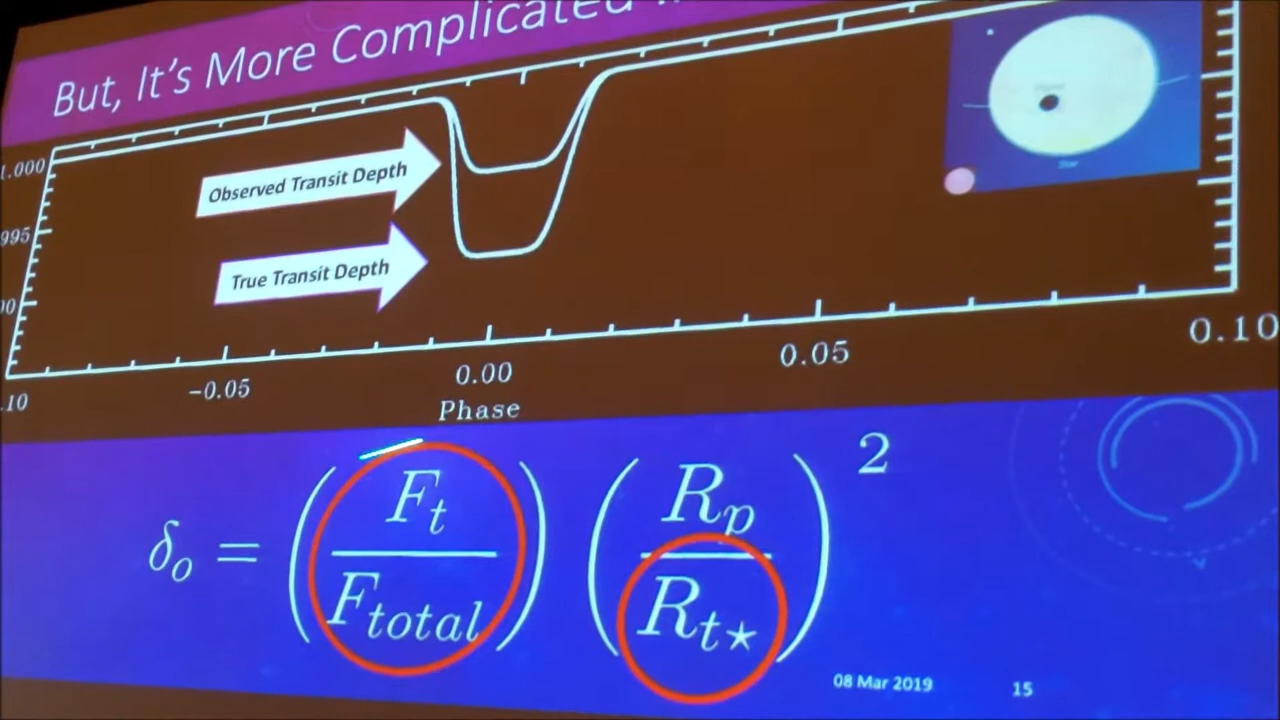 But, It's More Complicated
1.000
995
Observed Transit Depth
True Transit Depth
.10
-0.05
0.00
0.05
0.10
Phase
δo = (Ft / Ftotal) (Rp / Rt⋆)²
08 Mar 2019
15